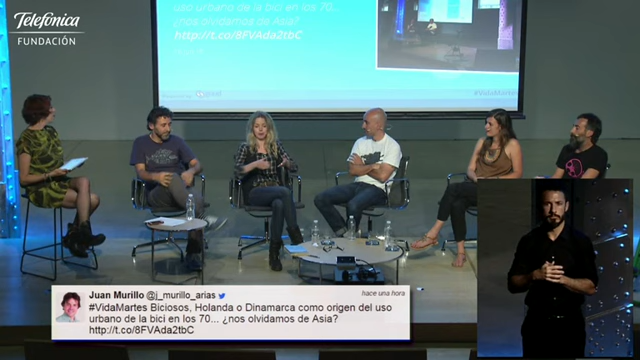 Telefónica
FUNDACIÓN
uso urbano de la bici en los 70...
¿nos olvidamos de Asia?
http://t.co/8FVAda2tbC
#VidaMartes
Juan Murillo @j_murillo_arias
hace una hora
#VidaMartes Biciosos, Holanda o Dinamarca como origen del uso
urbano de la bici en los 70... ¿nos olvidamos de Asia?
http://t.co/8FVAda2tbC